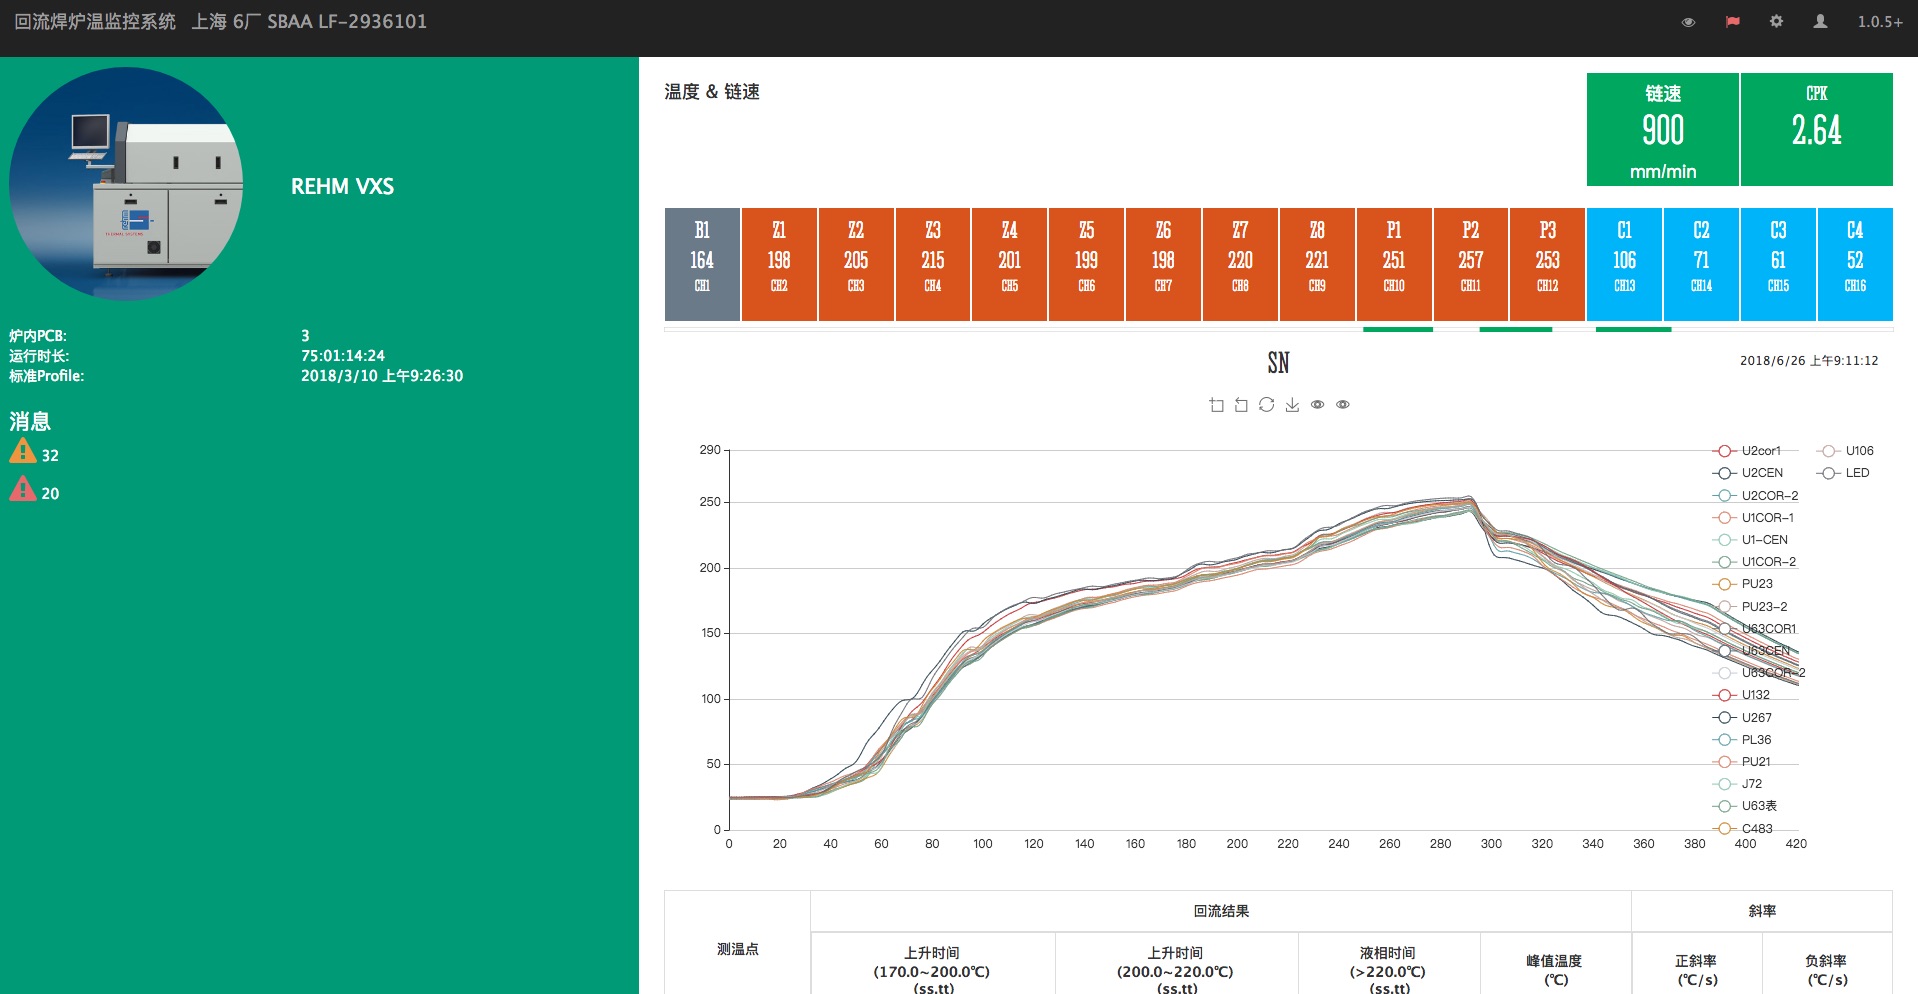 回流焊炉温监控系统 上海 6厂 SBAA LF-2936101
1.0.5+
REHM VXS
炉内PCB: 3
运行时长: 75:01:14:24
标准Profile: 2018/3/10 上午9:26:30
消息
32
20
温度 & 链速
链速
900
mm/min
CPK
2.64
B1 Z1 Z2 Z3 Z4 Z5 Z6 Z7 Z8 P1 P2 P3 C1 C2 C3 C4
164 198 205 215 201 199 198 220 221 251 257 253 106 71 61 52
CH1 CH2 CH3 CH4 CH5 CH6 CH7 CH8 CH9 CH10 CH11 CH12 CH13 CH14 CH15 CH16
SN
2018/6/26 上午9:11:12
290
250
200
150
100
50
0
0 20 40 60 80 100 120 140 160 180 200 220 240 260 280 300 320 340 360 380 400 420
U2cor1
U2CEN
U2COR-2
U1COR-1
U1-CEN
U1COR-2
PU23
PU23-2
U63COR1
U63CEN
U63COR-2
U132
U267
PL36
PU21
J72
U63表
C483
U106
LED
测温点
回流结果
斜率
上升时间
(170.0~200.0℃)
(ss.tt)
上升时间
(200.0~220.0℃)
(ss.tt)
液相时间
(>220.0℃)
(ss.tt)
峰值温度
(℃)
正斜率
(℃/s)
负斜率
(℃/s)